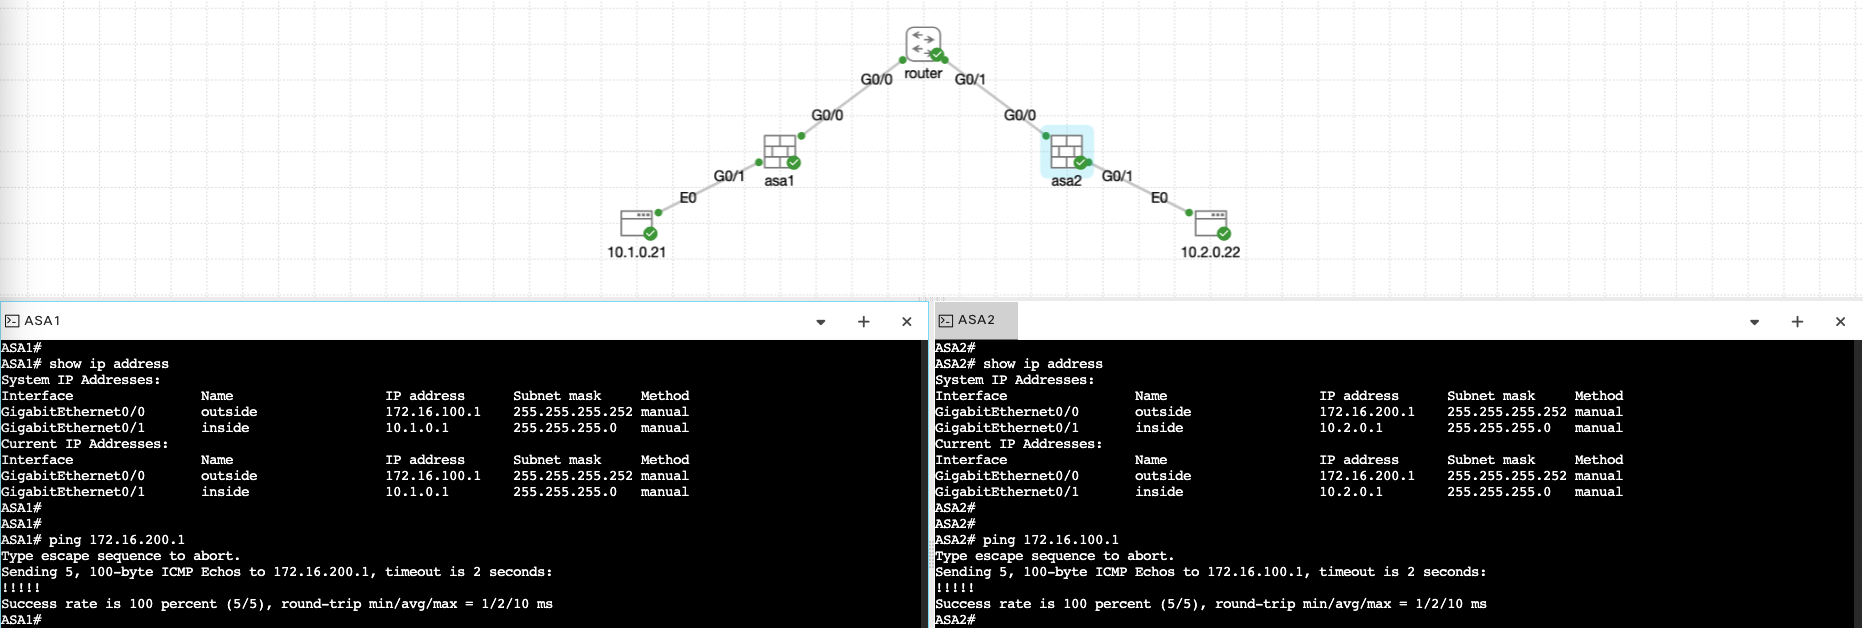 router
G0/0
G0/1
G0/0
G0/0
asa1
asa2
G0/1
G0/1
E0
E0
10.1.0.21
10.2.0.22
ASA1
ASA1#
ASA1# show ip address
System IP Addresses:
Interface Name IP address Subnet mask Method
GigabitEthernet0/0 outside 172.16.100.1 255.255.255.252 manual
GigabitEthernet0/1 inside 10.1.0.1 255.255.255.0 manual
Current IP Addresses:
Interface Name IP address Subnet mask Method
GigabitEthernet0/0 outside 172.16.100.1 255.255.255.252 manual
GigabitEthernet0/1 inside 10.1.0.1 255.255.255.0 manual
ASA1#
ASA1#
ASA1# ping 172.16.200.1
Type escape sequence to abort.
Sending 5, 100-byte ICMP Echos to 172.16.200.1, timeout is 2 seconds:
!!!!!
Success rate is 100 percent (5/5), round-trip min/avg/max = 1/2/10 ms
ASA1#
ASA2
ASA2#
ASA2# show ip address
System IP Addresses:
Interface Name IP address Subnet mask Method
GigabitEthernet0/0 outside 172.16.200.1 255.255.255.252 manual
GigabitEthernet0/1 inside 10.2.0.1 255.255.255.0 manual
Current IP Addresses:
Interface Name IP address Subnet mask Method
GigabitEthernet0/0 outside 172.16.200.1 255.255.255.252 manual
GigabitEthernet0/1 inside 10.2.0.1 255.255.255.0 manual
ASA2#
ASA2#
ASA2# ping 172.16.100.1
Type escape sequence to abort.
Sending 5, 100-byte ICMP Echos to 172.16.100.1, timeout is 2 seconds:
!!!!!
Success rate is 100 percent (5/5), round-trip min/avg/max = 1/2/10 ms
ASA2#